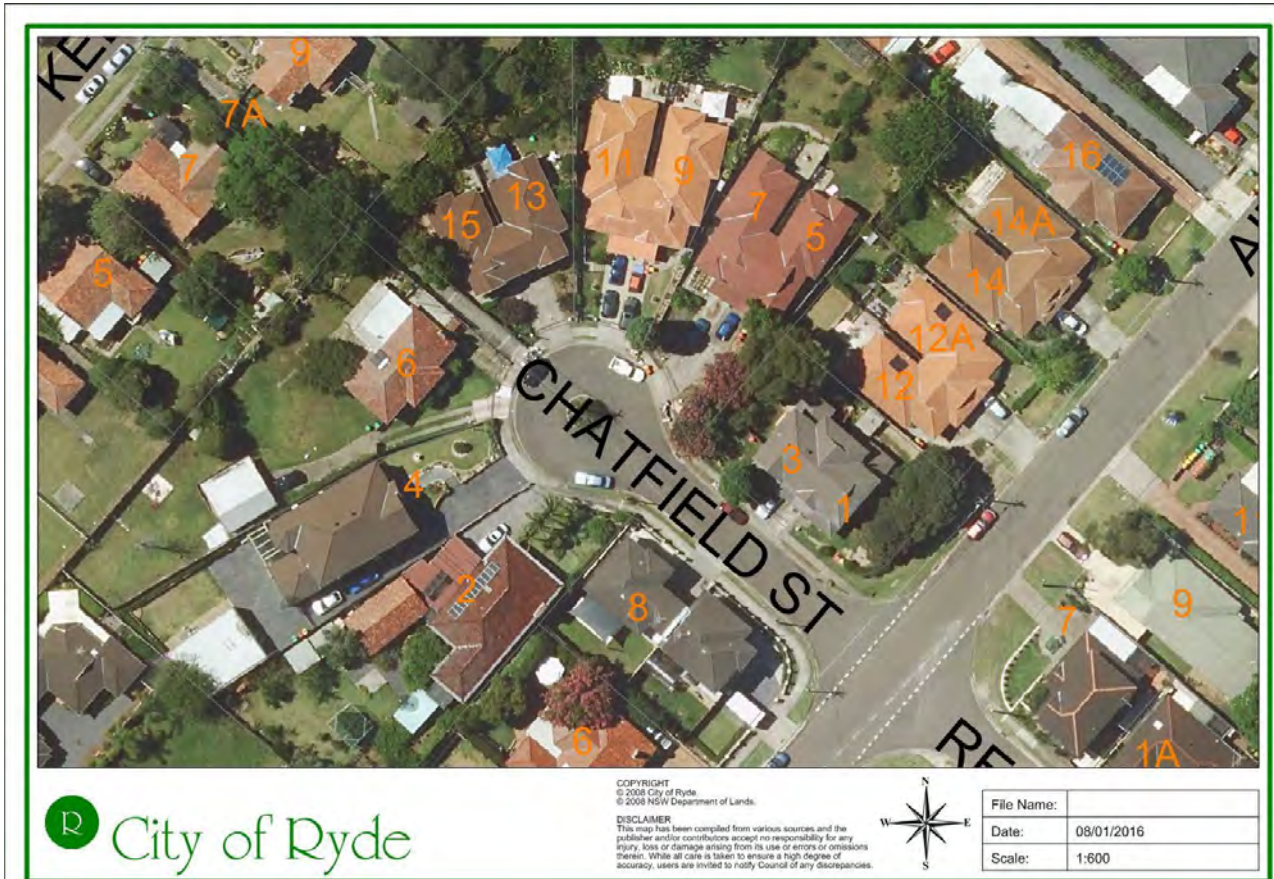 KE
9
7A
7
5
11
9
13
15
7
5
16
14A
14
12A
12
6
CHATFIELD ST
3
1
4
2
8
6
A
1
7
9
RE
1A
R City of Ryde
COPYRIGHT
© 2008 City of Ryde.
© 2008 NSW Department of Lands.
DISCLAIMER
This map has been compiled from various sources and the
publisher and/or contributors accept no responsibility for any
injury, loss or damage arising from its use or errors or omissions
therein. While all care is taken to ensure a high degree of
accuracy, users are invited to notify Council of any discrepancies.
N
W E
S
File Name:
Date: 08/01/2016
Scale: 1:600